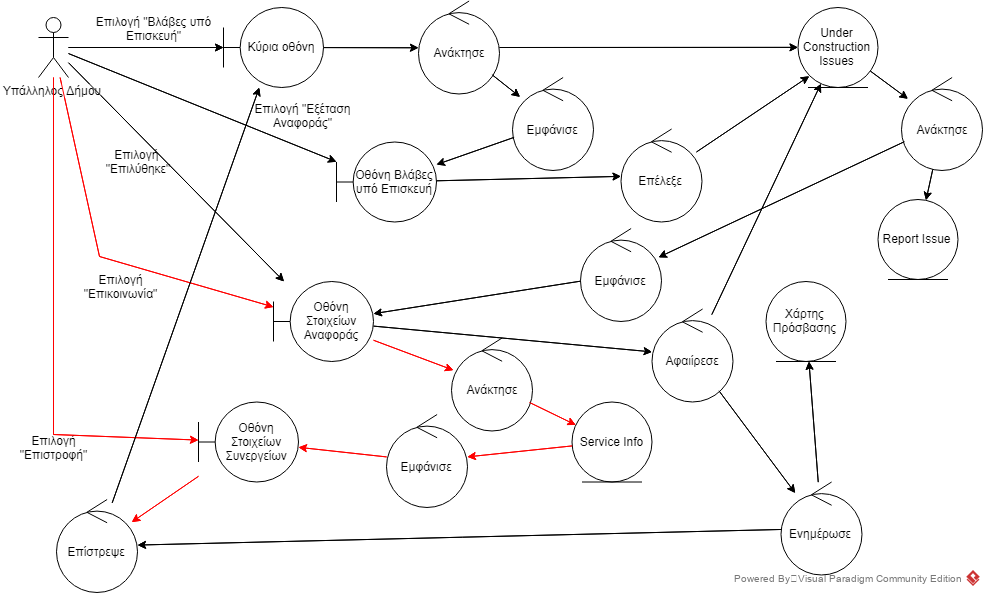 Επιλογή "Βλάβες υπό
Επισκευή"
Κύρια οθόνη
Ανάκτησε
Under
Construction
Issues
Υπάλληλος Δήμου
Επιλογή "Εξέταση
Αναφοράς"
Εμφάνισε
Ανάκτησε
Επιλογή
"Επιλύθηκε"
Οθόνη Βλάβες
υπό Επισκευή
Επέλεξε
Report Issue
Επιλογή
"Επικοινωνία"
Εμφάνισε
Οθόνη
Στοιχείων
Αναφοράς
Χάρτης
Πρόσβασης
Αφαιίρεσε
Ανάκτησε
Επιλογή
"Επιστροφή"
Οθόνη
Στοιχείων
Συνεργείων
Εμφάνισε
Service Info
Επίστρεψε
Ενημέρωσε
Powered By Visual Paradigm Community Edition